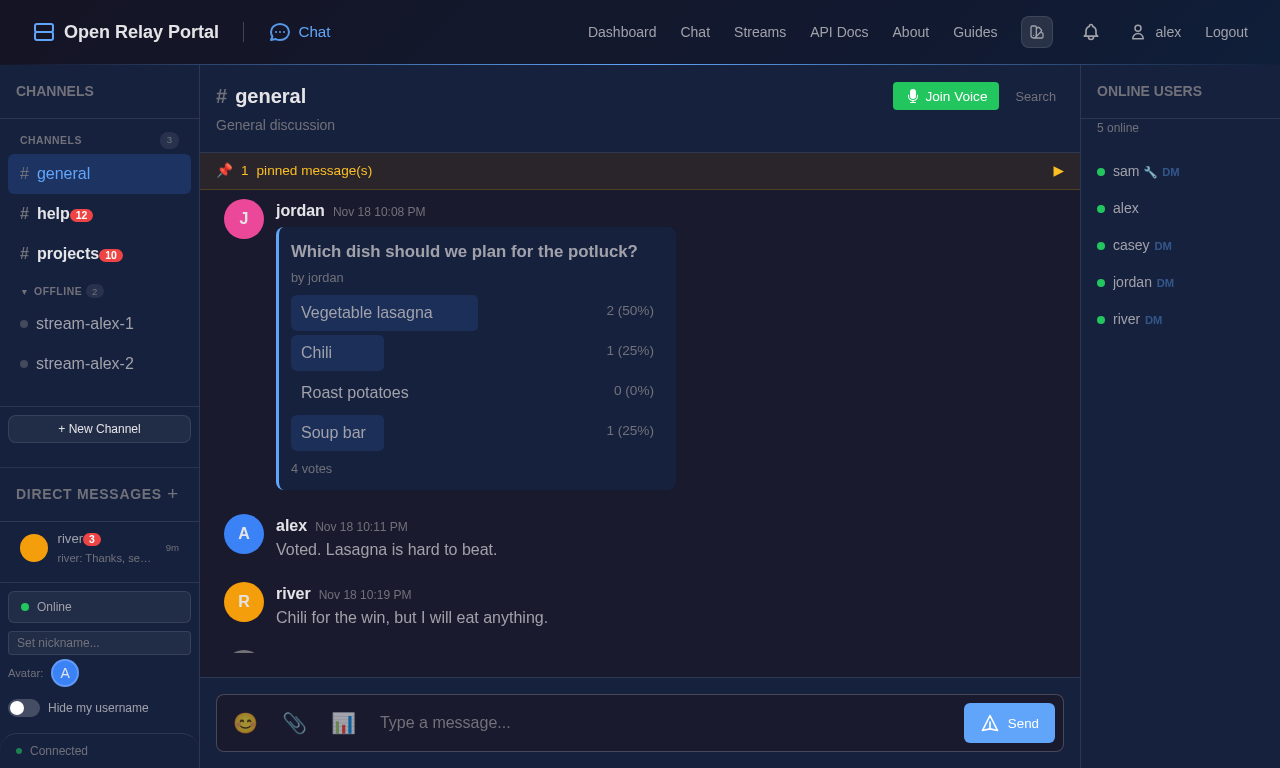 Open Relay Portal
Chat
Dashboard
Chat
Streams
API Docs
About
Guides
alex
Logout
CHANNELS
CHANNELS 3
# general
# help 12
# projects 10
▼ OFFLINE 2
stream-alex-1
stream-alex-2
+ New Channel
DIRECT MESSAGES +
river 3
river: Thanks, se…
9m
Online
Set nickname...
Avatar: A
Hide my username
Connected
# general
General discussion
Join Voice
Search
📌 1 pinned message(s) ▶
J
jordan Nov 18 10:08 PM
Which dish should we plan for the potluck?
by jordan
Vegetable lasagna 2 (50%)
Chili 1 (25%)
Roast potatoes 0 (0%)
Soup bar 1 (25%)
4 votes
A
alex Nov 18 10:11 PM
Voted. Lasagna is hard to beat.
R
river Nov 18 10:19 PM
Chili for the win, but I will eat anything.
Type a message...
Send
ONLINE USERS
5 online
sam 🔧 DM
alex
casey DM
jordan DM
river DM